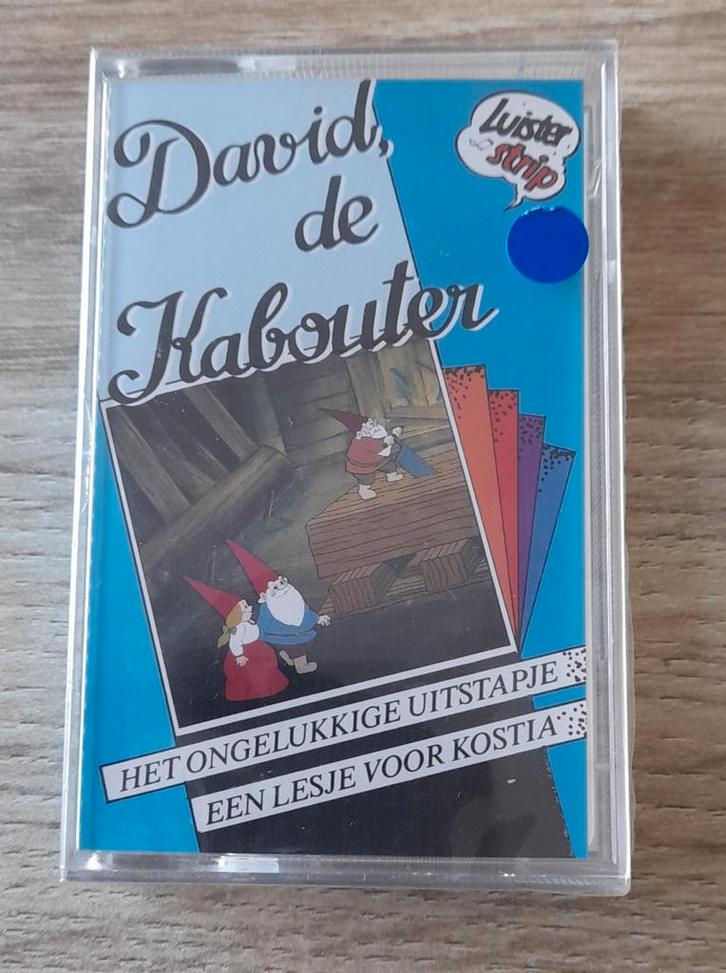 David,
de
Kabouter
Luister
strip
HET ONGELUKKIGE UITSTAPJE
EEN LESJE VOOR KOSTIA